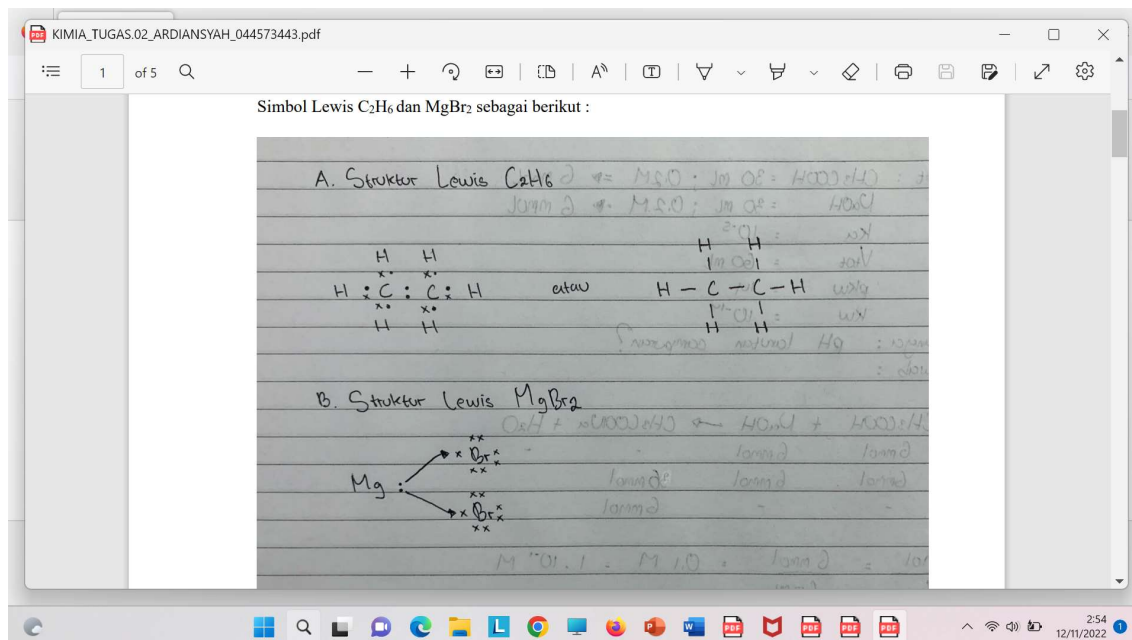 KIMIA_TUGAS.02_ARDIANSYAH_044573443.pdf
1 of 5
Simbol Lewis C₂H₆ dan MgBr₂ sebagai berikut :
A. Struktur Lewis C₂H₆
H H
H : C : C : H atau H – C – C – H
H H
H H
H H
B. Struktur Lewis MgBr₂
Br
Mg :
Br
2:54
12/11/2022
1